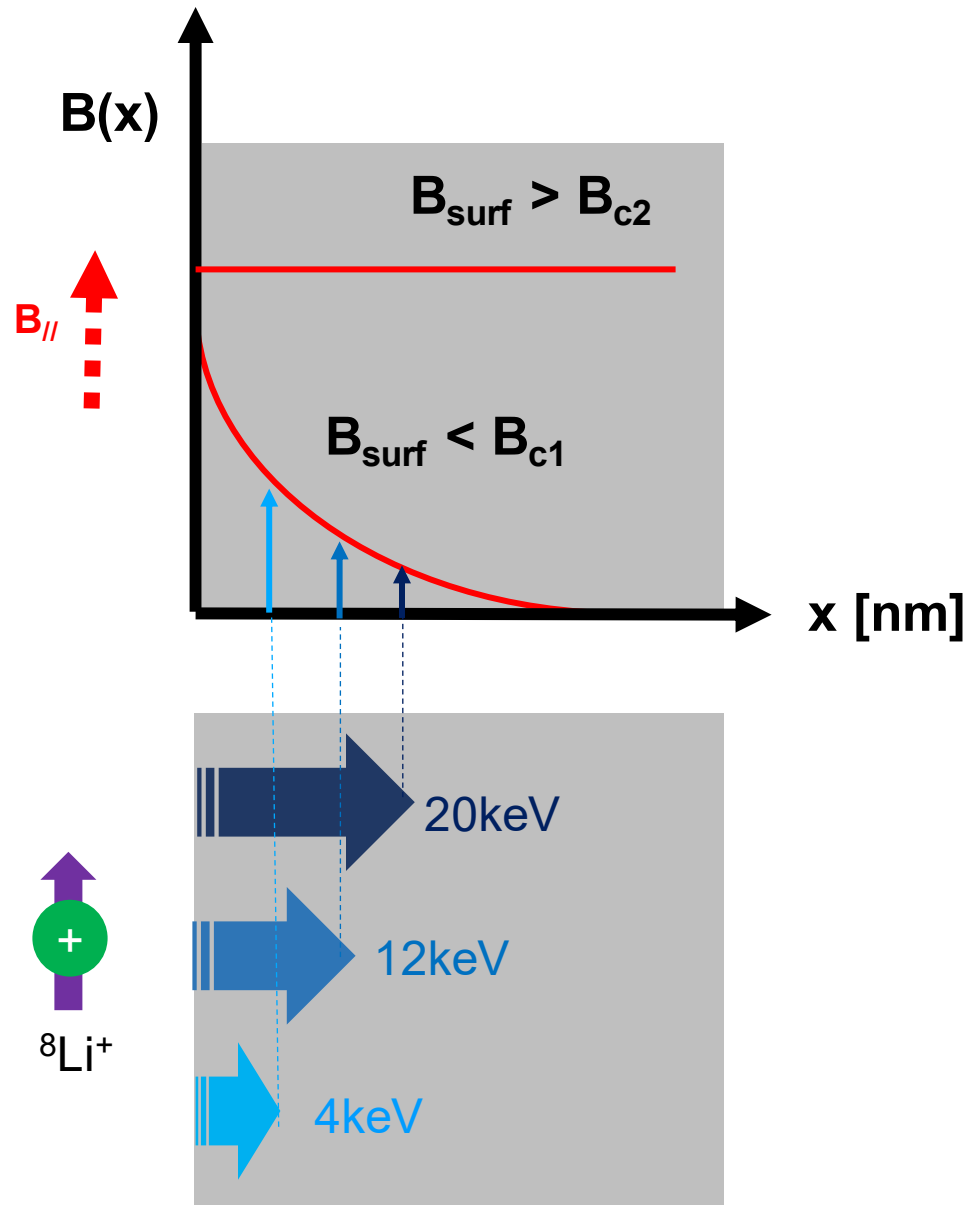 B(x)
B_surf > B_c2
B_//
B_surf < B_c1
x [nm]
20keV
+
12keV
⁸Li⁺
4keV